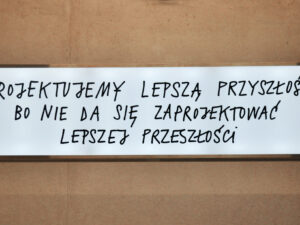 ROJEKTUJEMY LEPSZĄ PRZYSZŁOŚ
BO NIE DA SIĘ ZAPROJEKTOWAĆ
LEPSZEJ PRZESZŁOŚCI